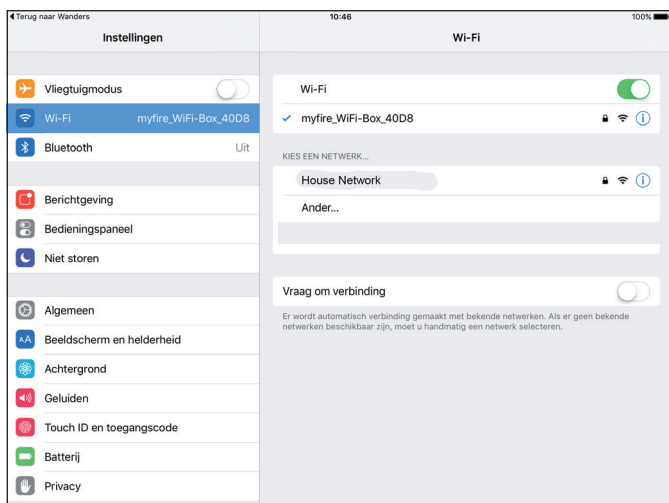 Terug naar Wanders
10:46
100%
Instellingen
Wi-Fi
Vliegtuigmodus
Wi-Fi myfire_WiFi-Box_40D8
Bluetooth Uit
Berichtgeving
Bedieningspaneel
Niet storen
Algemeen
AA Beeldscherm en helderheid
Achtergrond
Geluiden
Touch ID en toegangscode
Batterij
Privacy
Wi-Fi
myfire_WiFi-Box_40D8
KIES EEN NETWERK...
House Network
Ander...
Vraag om verbinding
Er wordt automatisch verbinding gemaakt met bekende netwerken. Als er geen bekende
netwerken beschikbaar zijn, moet u handmatig een netwerk selecteren.